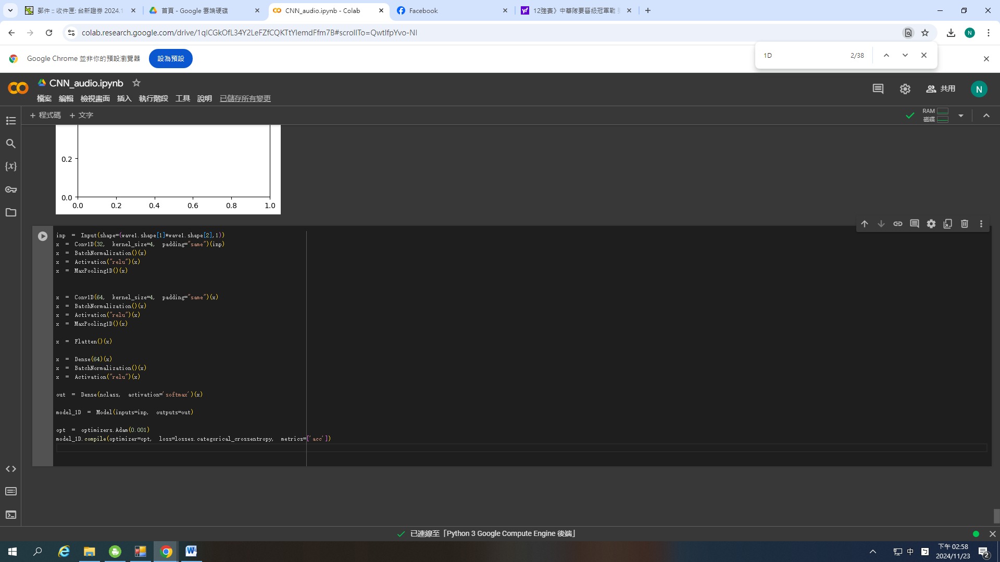 郵件 :: 收件匣: 台新證券 2024.1
首頁 - Google 雲端硬碟
CNN_audio.ipynb - Colab
Facebook
12強賽》中華隊要晉級冠軍戰
colab.research.google.com/drive/1qICGkOfL34Y2LeFZfCQKTtYlemdFfm7B#scrollTo=QwtIfpYvo-NI
N
Google Chrome 並非你的預設瀏覽器
設為預設
1D
2/38
CNN_audio.ipynb
檔案 編輯 檢視畫面 插入 執行階段 工具 說明 已儲存所有變更
共用
N
+ 程式碼 + 文字
RAM
磁碟
0.2
0.0
0.0 0.2 0.4 0.6 0.8 1.0
inp = Input(shape=(wave1.shape[1]*wave1.shape[2],1))
x = Conv1D(32, kernel_size=4, padding="same")(inp)
x = BatchNormalization()(x)
x = Activation("relu")(x)
x = MaxPooling1D()(x)
x = Conv1D(64, kernel_size=4, padding="same")(x)
x = BatchNormalization()(x)
x = Activation("relu")(x)
x = MaxPooling1D()(x)
x = Flatten()(x)
x = Dense(64)(x)
x = BatchNormalization()(x)
x = Activation("relu")(x)
out = Dense(nclass, activation='softmax')(x)
model_1D = Model(inputs=inp, outputs=out)
opt = optimizers.Adam(0.001)
model_1D.compile(optimizer=opt, loss=losses.categorical_crossentropy, metrics=['acc'])
已連線至「Python 3 Google Compute Engine 後端」
中
下午 02:58
2024/11/23
2